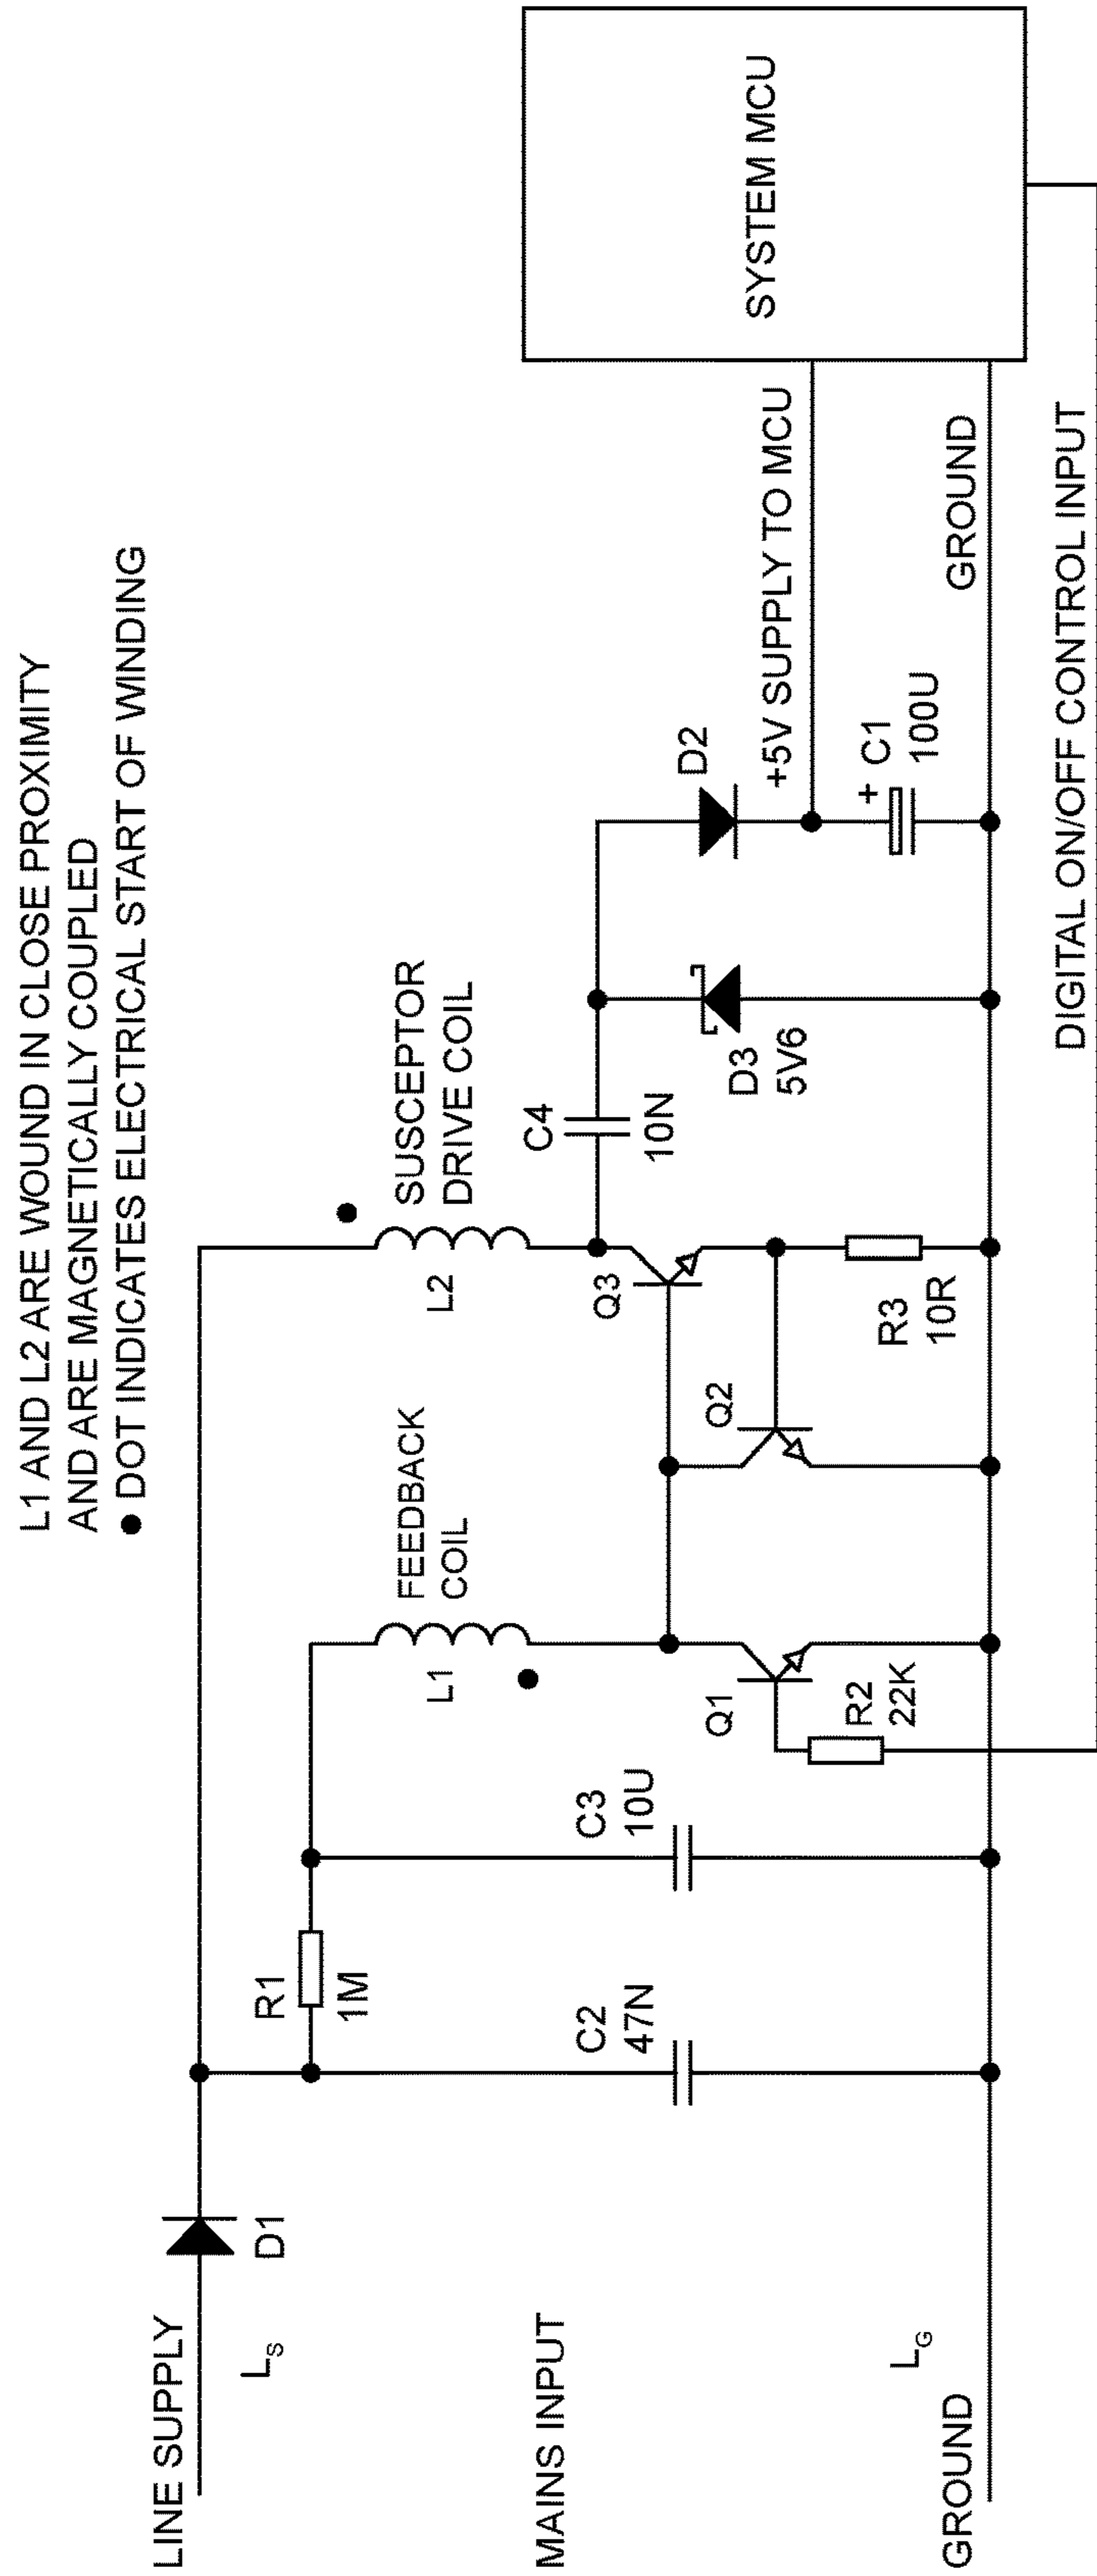 L1 AND L2 ARE WOUND IN CLOSE PROXIMITY
AND ARE MAGNETICALLY COUPLED
● DOT INDICATES ELECTRICAL START OF WINDING
LINE SUPPLY
LS
D1
R1
1M
C2
47N
C3
10U
MAINS INPUT
LG
GROUND
FEEDBACK
COIL
L1
Q1
R2
22K
Q2
SUSCEPTOR
DRIVE COIL
L2
Q3
R3
10R
C4
10N
D3
5V6
D2
+5V SUPPLY TO MCU
+
C1
100U
GROUND
SYSTEM MCU
DIGITAL ON/OFF CONTROL INPUT